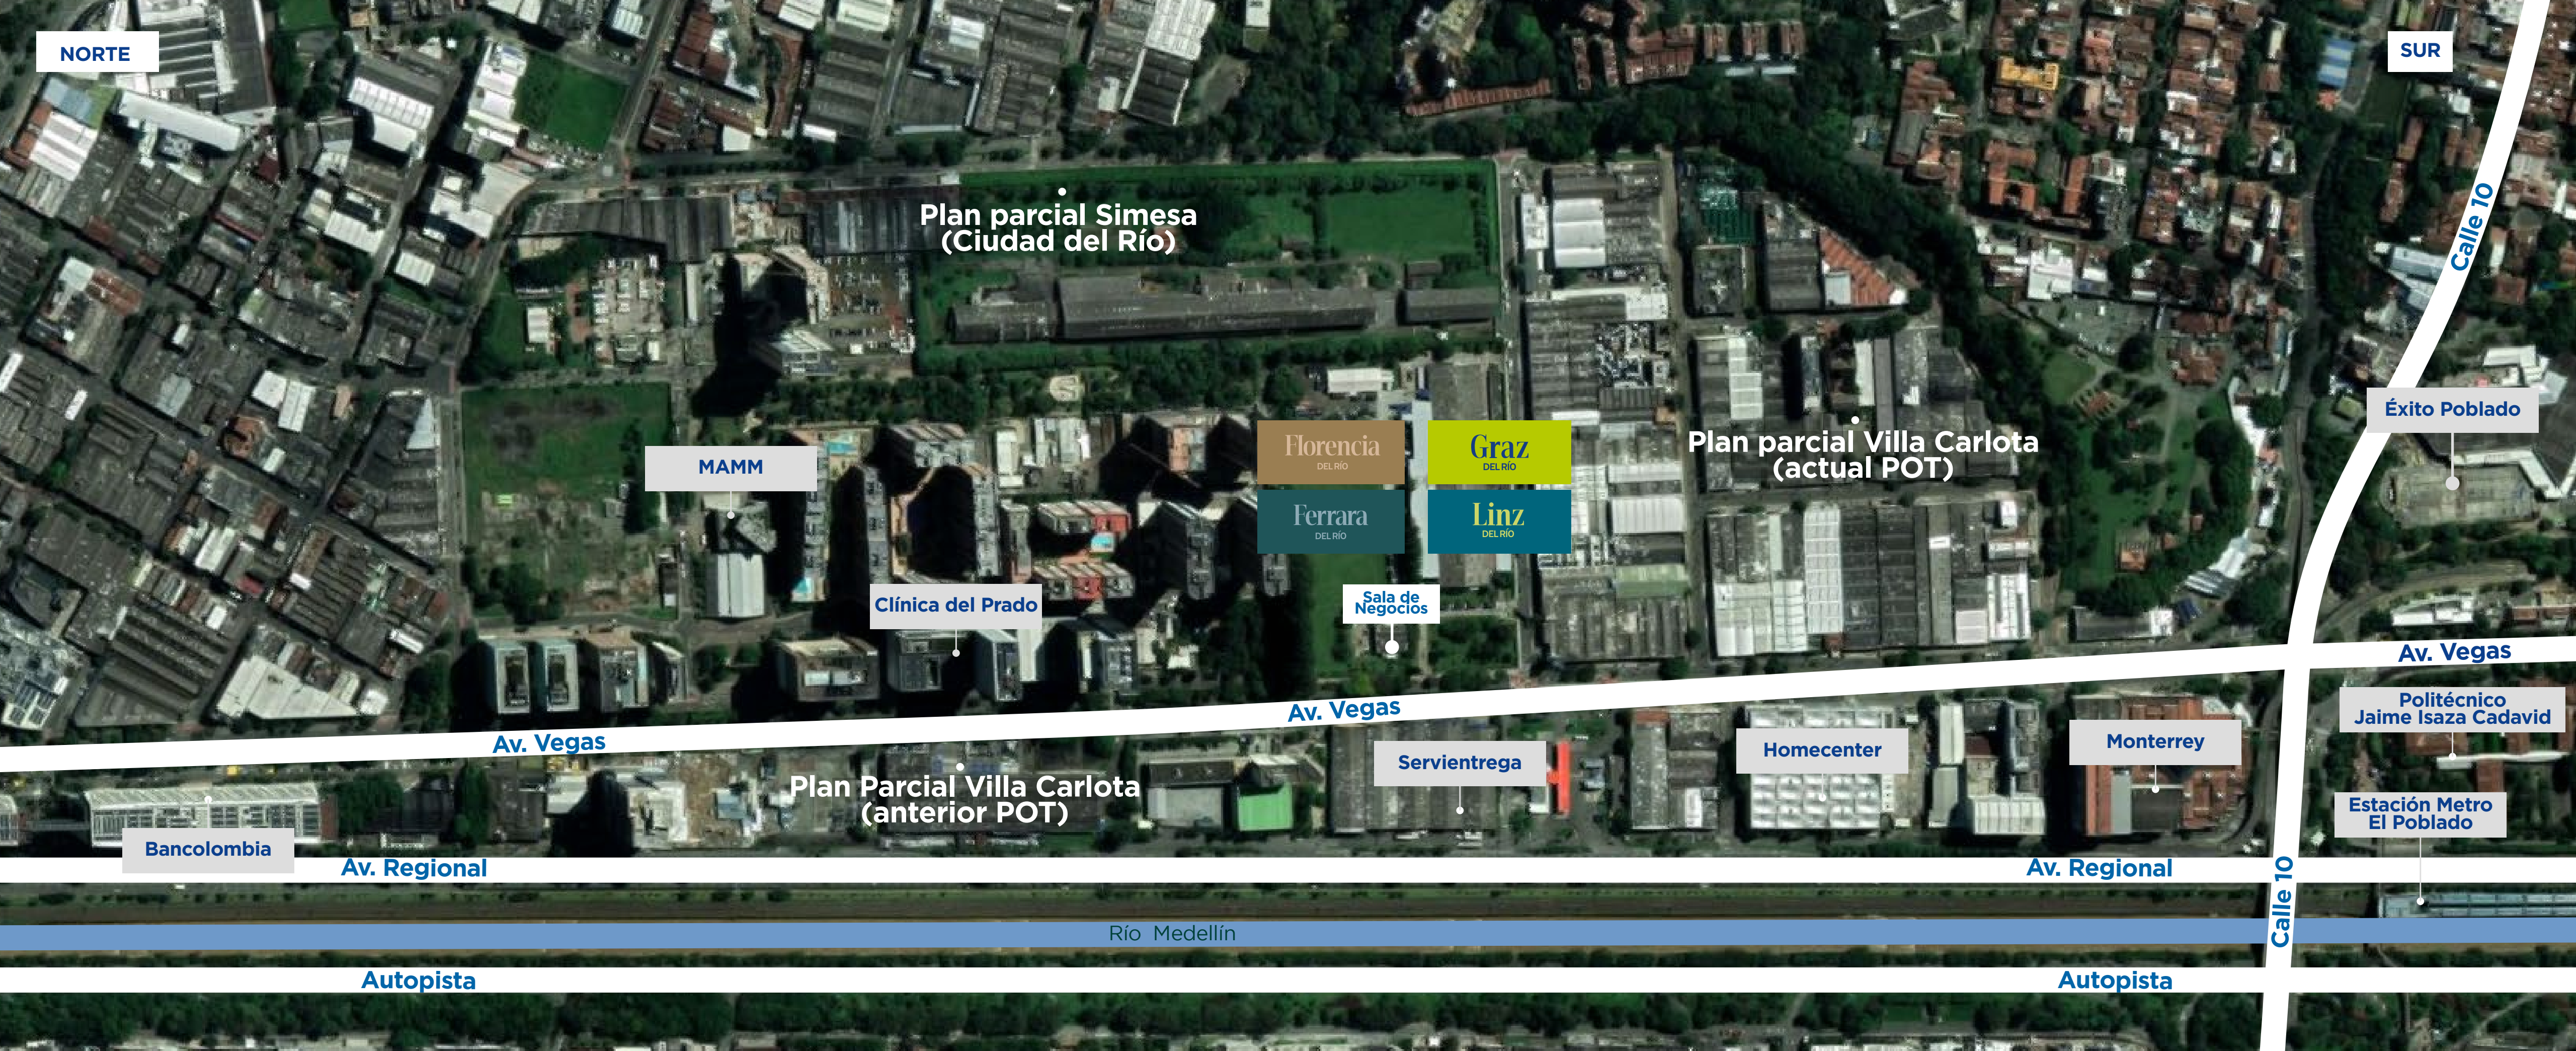 NORTE
SUR
Calle 10
Plan parcial Simesa
(Ciudad del Río)
Éxito Poblado
Florencia
DEL RÍO
Graz
DEL RÍO
Plan parcial Villa Carlota
(actual POT)
MAMM
Ferrara
DEL RÍO
Linz
DEL RÍO
Clínica del Prado
Sala de
Negocios
Av. Vegas
Av. Vegas
Av. Vegas
Politécnico
Jaime Isaza Cadavid
Servientrega
Homecenter
Monterrey
Plan Parcial Villa Carlota
(anterior POT)
Estación Metro
El Poblado
Bancolombia
Av. Regional
Av. Regional
Calle 10
Río Medellín
Autopista
Autopista